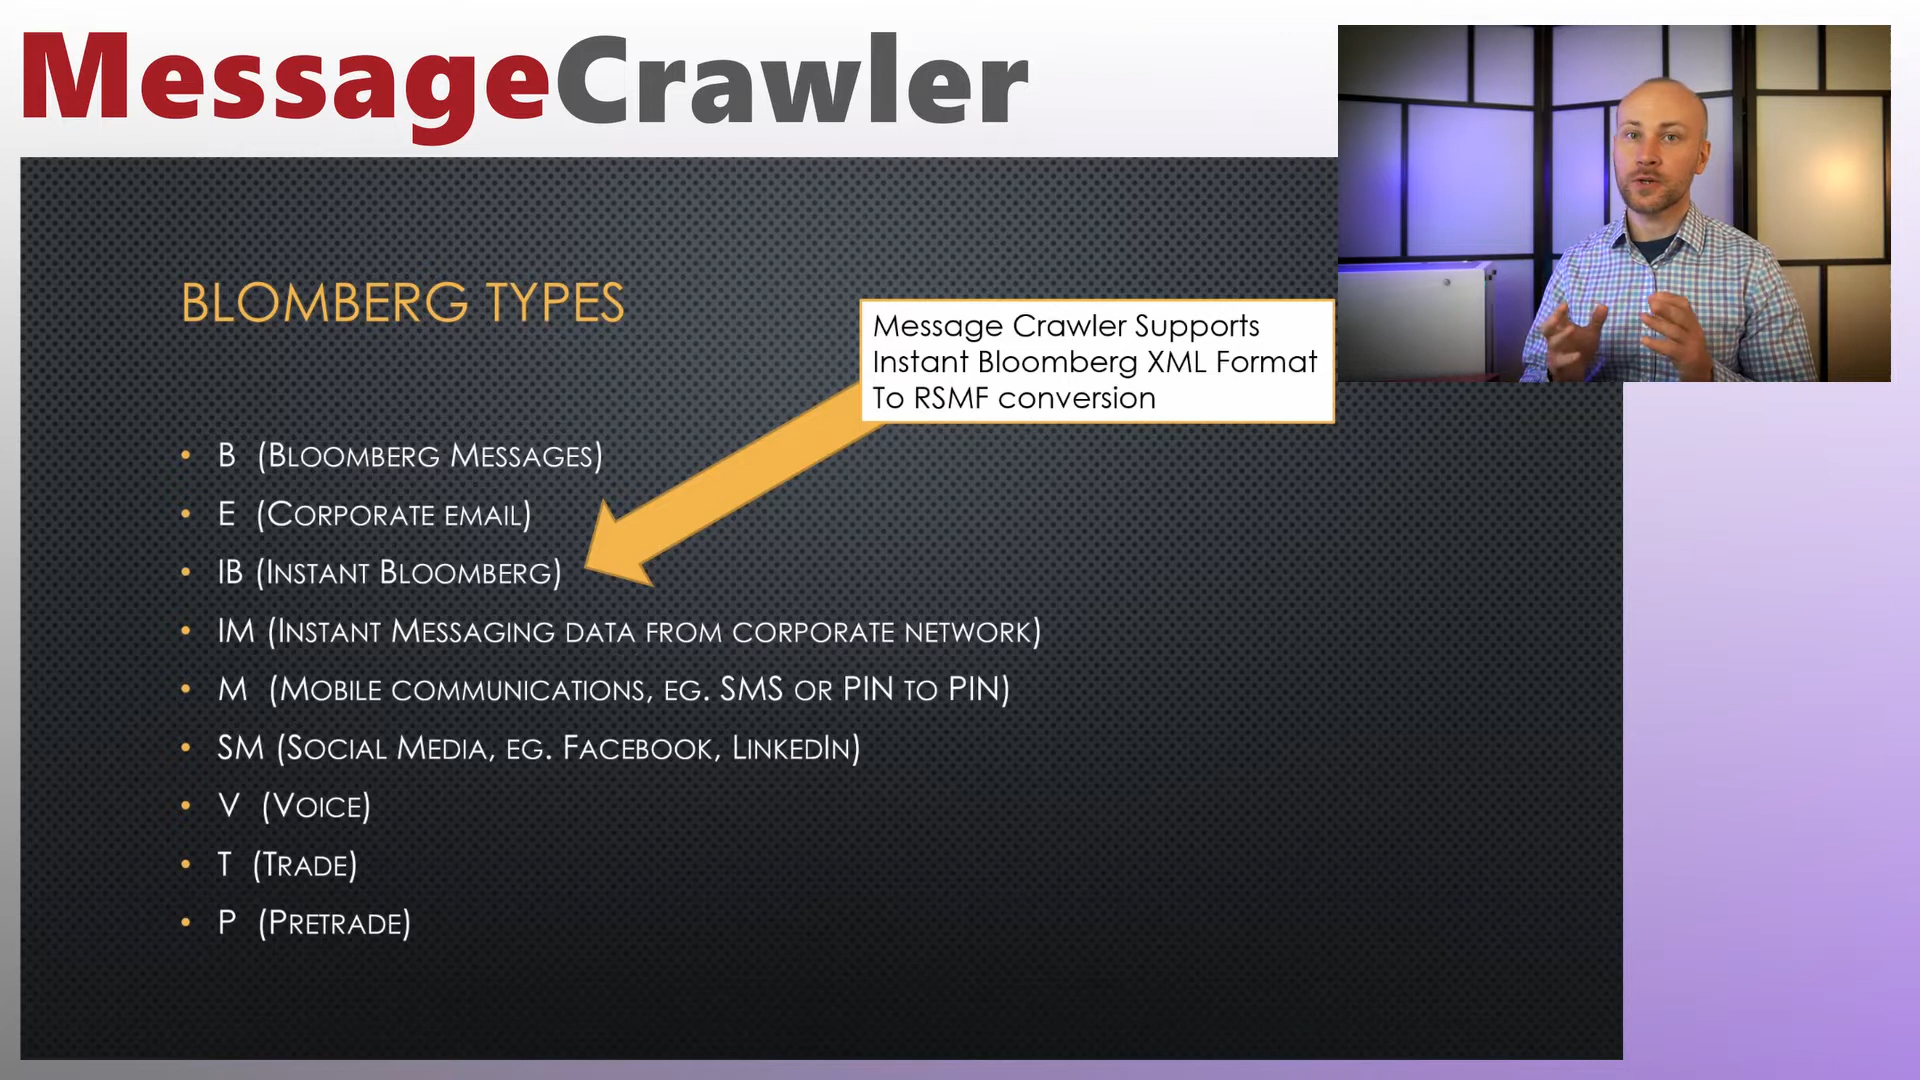 MessageCrawler
BLOMBERG TYPES
Message Crawler Supports
Instant Bloomberg XML Format
To RSMF conversion
• B (BLOOMBERG MESSAGES)
• E (CORPORATE EMAIL)
• IB (INSTANT BLOOMBERG)
• IM (INSTANT MESSAGING DATA FROM CORPORATE NETWORK)
• M (MOBILE COMMUNICATIONS, EG. SMS OR PIN TO PIN)
• SM (SOCIAL MEDIA, EG. FACEBOOK, LINKEDIN)
• V (VOICE)
• T (TRADE)
• P (PRETRADE)